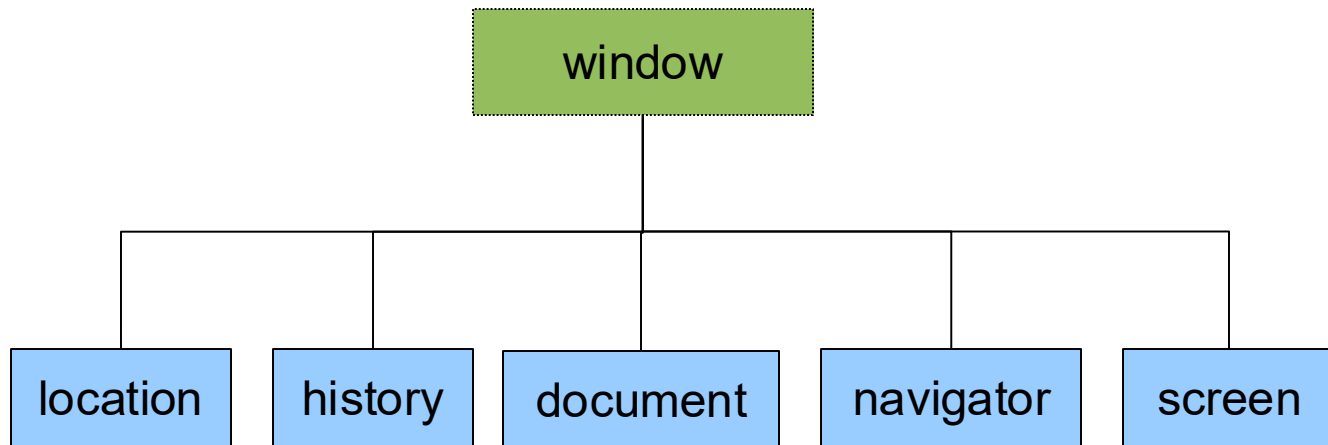 window
location
history
document
navigator
screen